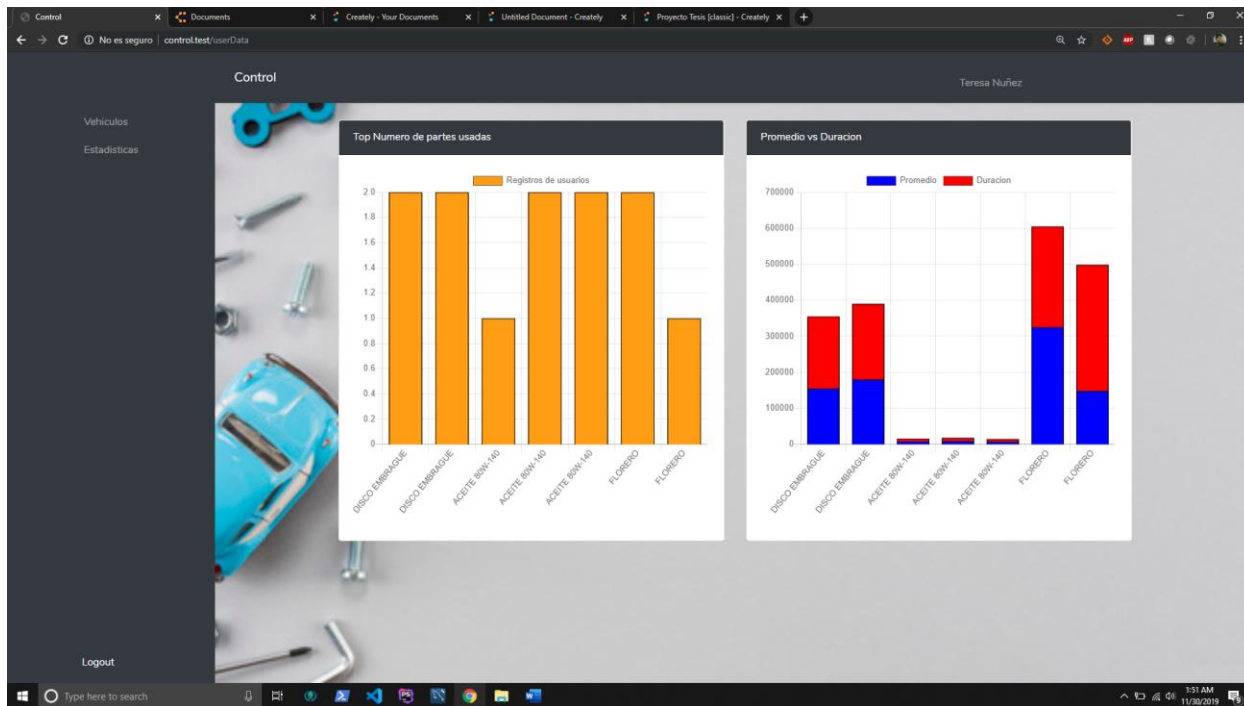 Control
Documents
Creately - Your Documents
Untitled Document - Creately
Proyecto Tesis [classic] - Creately
No es seguro | control.test/userData
ABP
Control
Teresa Nuñez
Vehiculos
Estadisticas
Top Numero de partes usadas
Registros de usuarios
2.0
1.8
1.6
1.4
1.2
1.0
0.8
0.6
0.4
0.2
0
DISCO EMBRAGUE
DISCO EMBRAGUE
ACEITE 80W-140
ACEITE 80W-140
ACEITE 80W-140
FLORERO
FLORERO
Promedio vs Duracion
Promedio
Duracion
700000
600000
500000
400000
300000
200000
100000
0
DISCO EMBRAGUE
DISCO EMBRAGUE
ACEITE 80W-140
ACEITE 80W-140
ACEITE 80W-140
FLORERO
FLORERO
Logout
Type here to search
PS
1:51 AM
11/30/2019